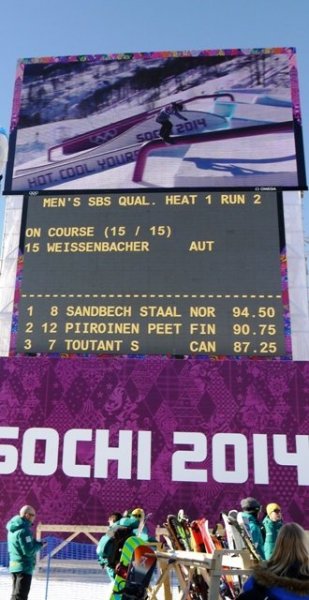 SOCHI 2014
HOT. COOL. YOURS
Ω OMEGA
MEN'S SBS QUAL. HEAT 1 RUN 2
ON COURSE (15 / 15)
15 WEISSENBACHER AUT
1 8 SANDBECH STAAL NOR 94.50
2 12 PIIROINEN PEET FIN 90.75
3 7 TOUTANT S CAN 87.25
SOCHI 2014